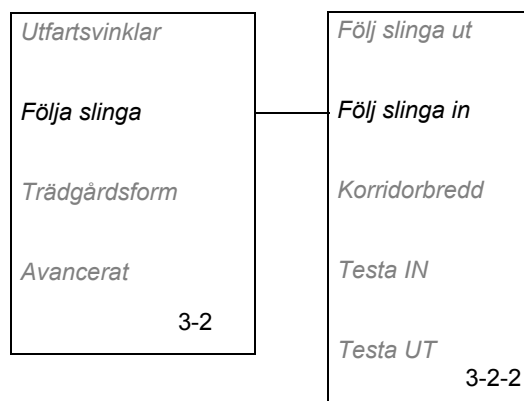 Utfartsvinklar
Följa slinga
Trädgårdsform
Avancerat
3-2
Följ slinga ut
Följ slinga in
Korridorbredd
Testa IN
Testa UT
3-2-2